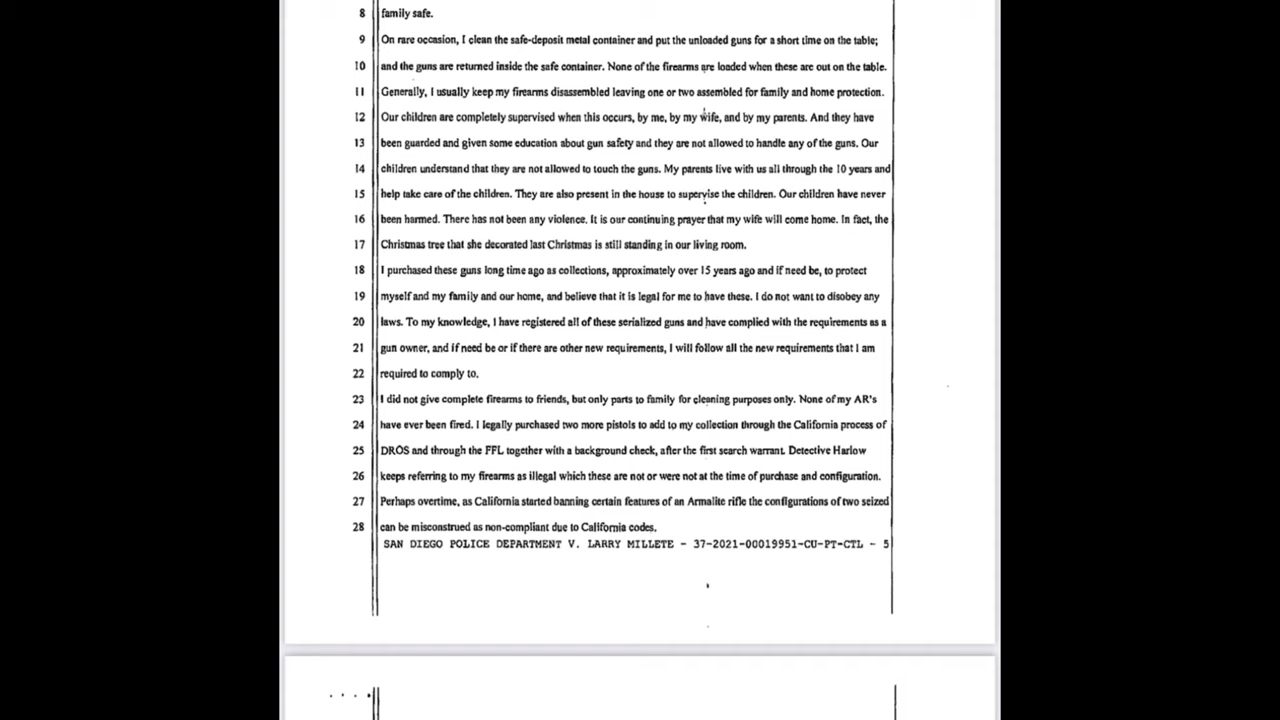 8 family safe.
9 On rare occasion, I clean the safe-deposit metal container and put the unloaded guns for a short time on the table;
10 and the guns are returned inside the safe container. None of the firearms are loaded when these are out on the table.
11 Generally, I usually keep my firearms disassembled leaving one or two assembled for family and home protection.
12 Our children are completely supervised when this occurs, by me, by my wife, and by my parents. And they have
13 been guarded and given some education about gun safety and they are not allowed to handle any of the guns. Our
14 children understand that they are not allowed to touch the guns. My parents live with us all through the 10 years and
15 help take care of the children. They are also present in the house to supervise the children. Our children have never
16 been harmed. There has not been any violence. It is our continuing prayer that my wife will come home. In fact, the
17 Christmas tree that she decorated last Christmas is still standing in our living room.
18 I purchased these guns long time ago as collections, approximately over 15 years ago and if need be, to protect
19 myself and my family and our home, and believe that it is legal for me to have these. I do not want to disobey any
20 laws. To my knowledge, I have registered all of these serialized guns and have complied with the requirements as a
21 gun owner, and if need be or if there are other new requirements, I will follow all the new requirements that I am
22 required to comply to.
23 I did not give complete firearms to friends, but only parts to family for cleaning purposes only. None of my AR's
24 have ever been fired. I legally purchased two more pistols to add to my collection through the California process of
25 DROS and through the FFL together with a background check, after the first search warrant. Detective Harlow
26 keeps referring to my firearms as illegal which these are not or were not at the time of purchase and configuration.
27 Perhaps overtime, as California started banning certain features of an Armalite rifle the configurations of two seized
28 can be misconstrued as non-compliant due to California codes.
SAN DIEGO POLICE DEPARTMENT V. LARRY MILLETE - 37-2021-00019951-CU-PT-CTL - 5